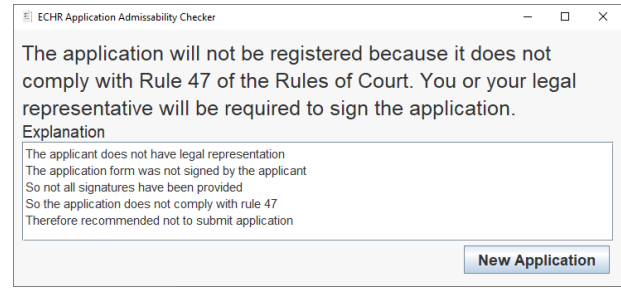 ECHR Application Admissability Checker
The application will not be registered because it does not
comply with Rule 47 of the Rules of Court. You or your legal
representative will be required to sign the application.
Explanation
The applicant does not have legal representation
The application form was not signed by the applicant
So not all signatures have been provided
So the application does not comply with rule 47
Therefore recommended not to submit application
New Application